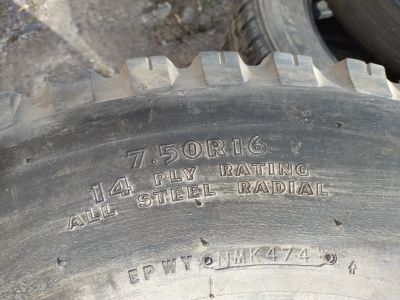 7.50R16
14 PLY RATING
ALL STEEL RADIAL
EPWY NMK474